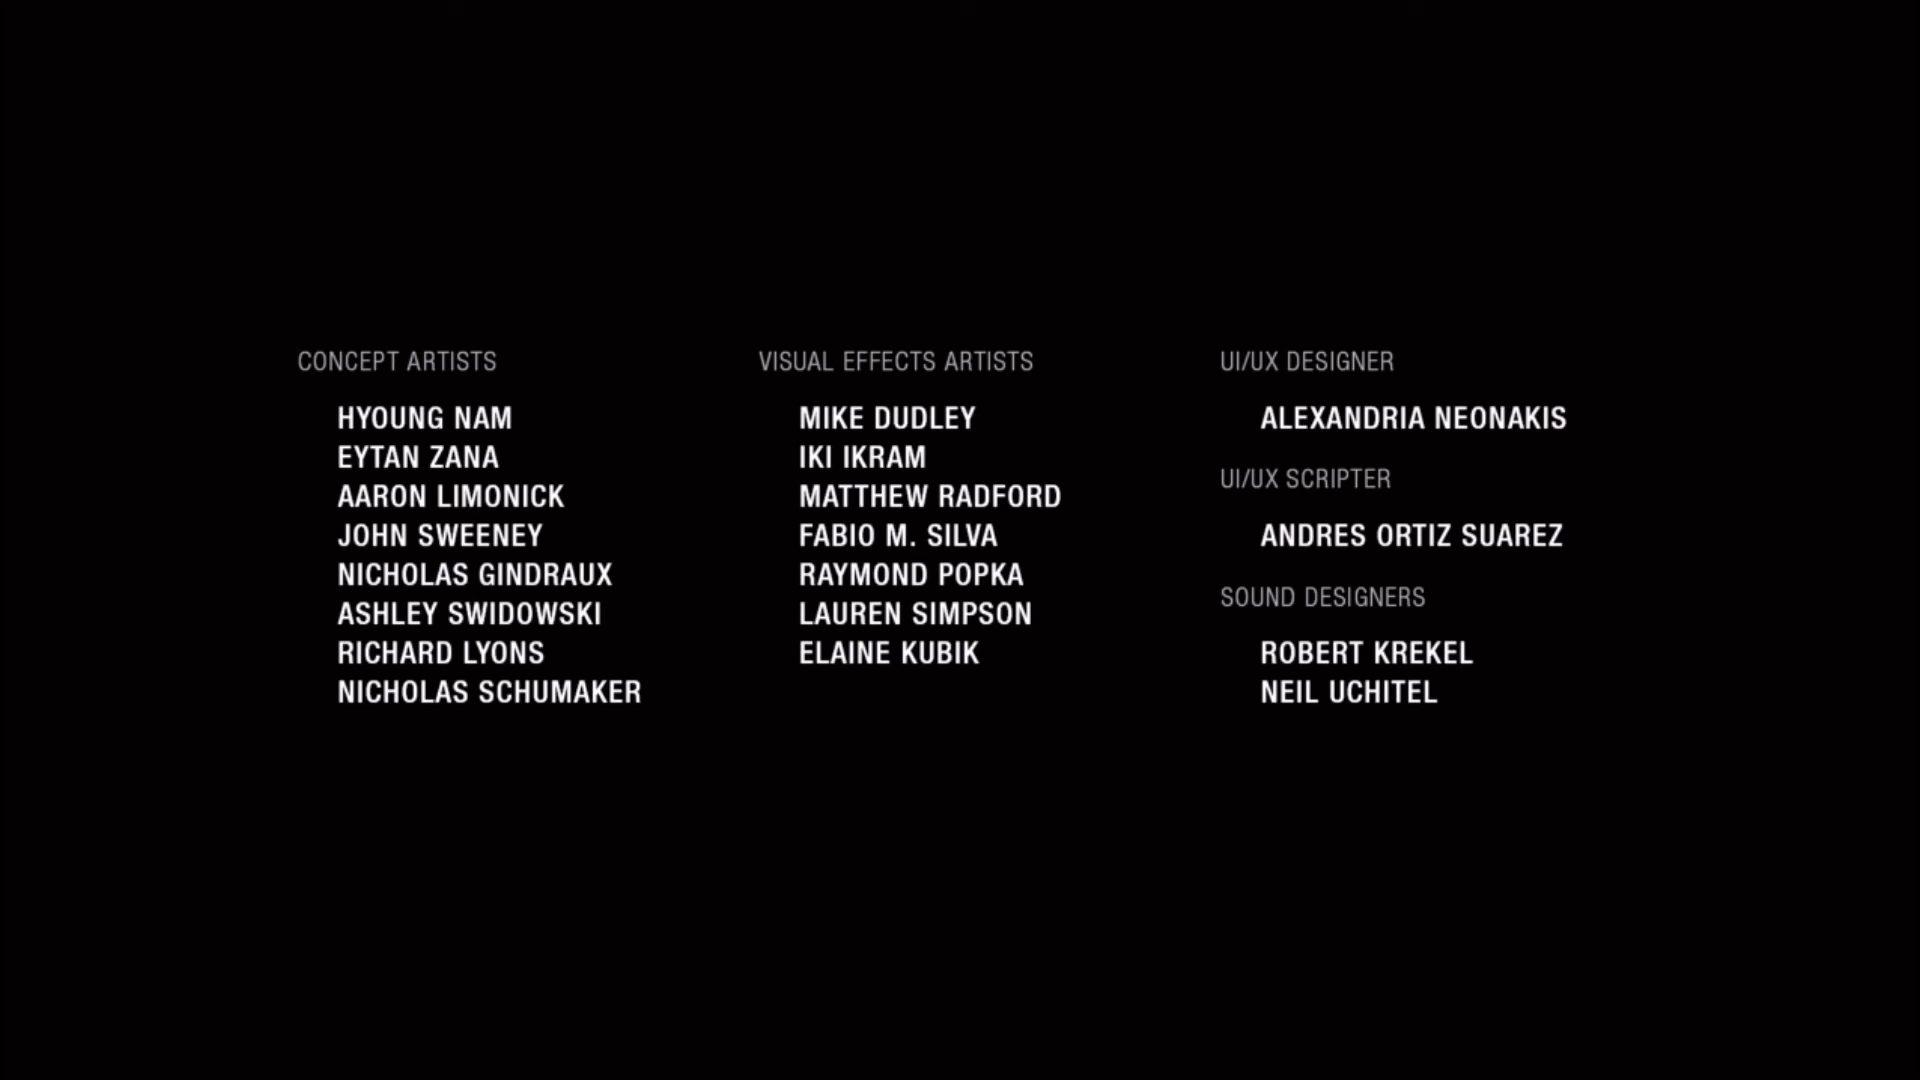 CONCEPT ARTISTS
HYOUNG NAM
EYTAN ZANA
AARON LIMONICK
JOHN SWEENEY
NICHOLAS GINDRAUX
ASHLEY SWIDOWSKI
RICHARD LYONS
NICHOLAS SCHUMAKER
VISUAL EFFECTS ARTISTS
MIKE DUDLEY
IKI IKRAM
MATTHEW RADFORD
FABIO M. SILVA
RAYMOND POPKA
LAUREN SIMPSON
ELAINE KUBIK
UI/UX DESIGNER
ALEXANDRIA NEONAKIS
UI/UX SCRIPTER
ANDRES ORTIZ SUAREZ
SOUND DESIGNERS
ROBERT KREKEL
NEIL UCHITEL